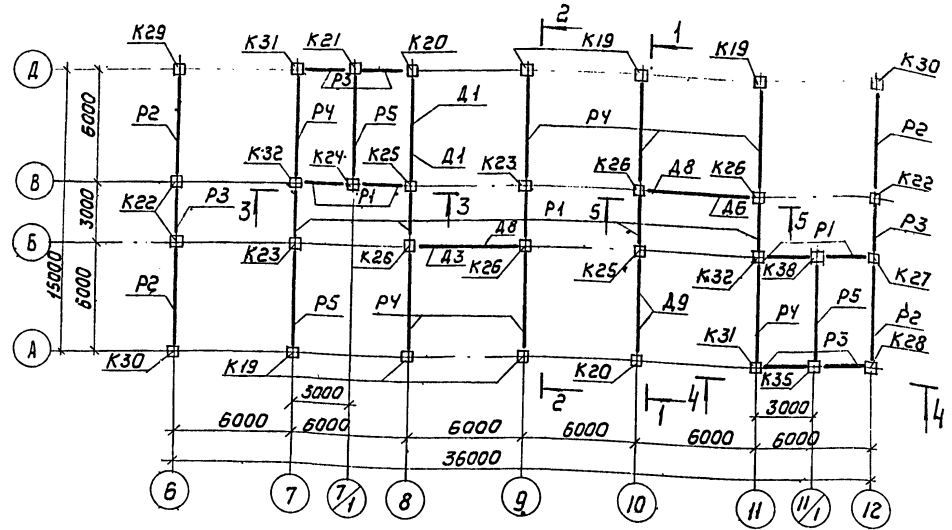 2
К29 К31 К21 К20 К19 1 К19 К30
Д
Р3
Д1
6000 Р2 Р4 Р5 Р4 Р2
К32 К24 К25 Д1 К23 К26 Д8 К26
В
К22 Р3 3 Р1 3 Р1 5 Д6 5 Р1 К22
3000 Д8 Р3
Б
К23 К26 Д3 К26 К25 К32 К38 К27
15000
6000 Р2 Р5 Р4 Д9 Р4 Р5 Р2
К31 Р3 К28
А
К30 К19 К20 К35
2 1 4 4
3000 3000
6000 6000 6000 6000 6000 6000
36000
6 7 7/1 8 9 10 11 11/1 12